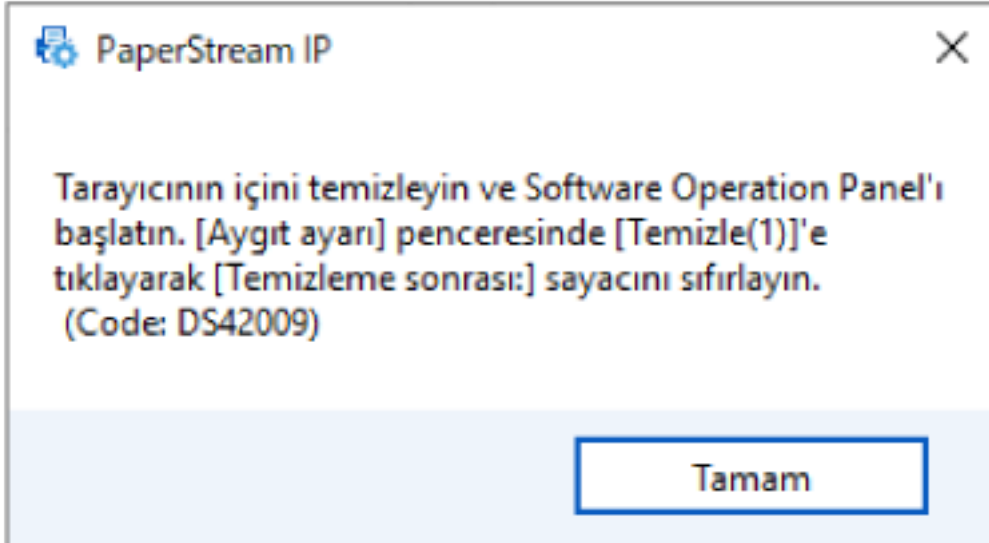 PaperStream IP
Tarayıcının içini temizleyin ve Software Operation Panel'ı
başlatın. [Aygıt ayarı] penceresinde [Temizle(1)]'e
tıklayarak [Temizleme sonrası:] sayacını sıfırlayın.
(Code: DS42009)
Tamam